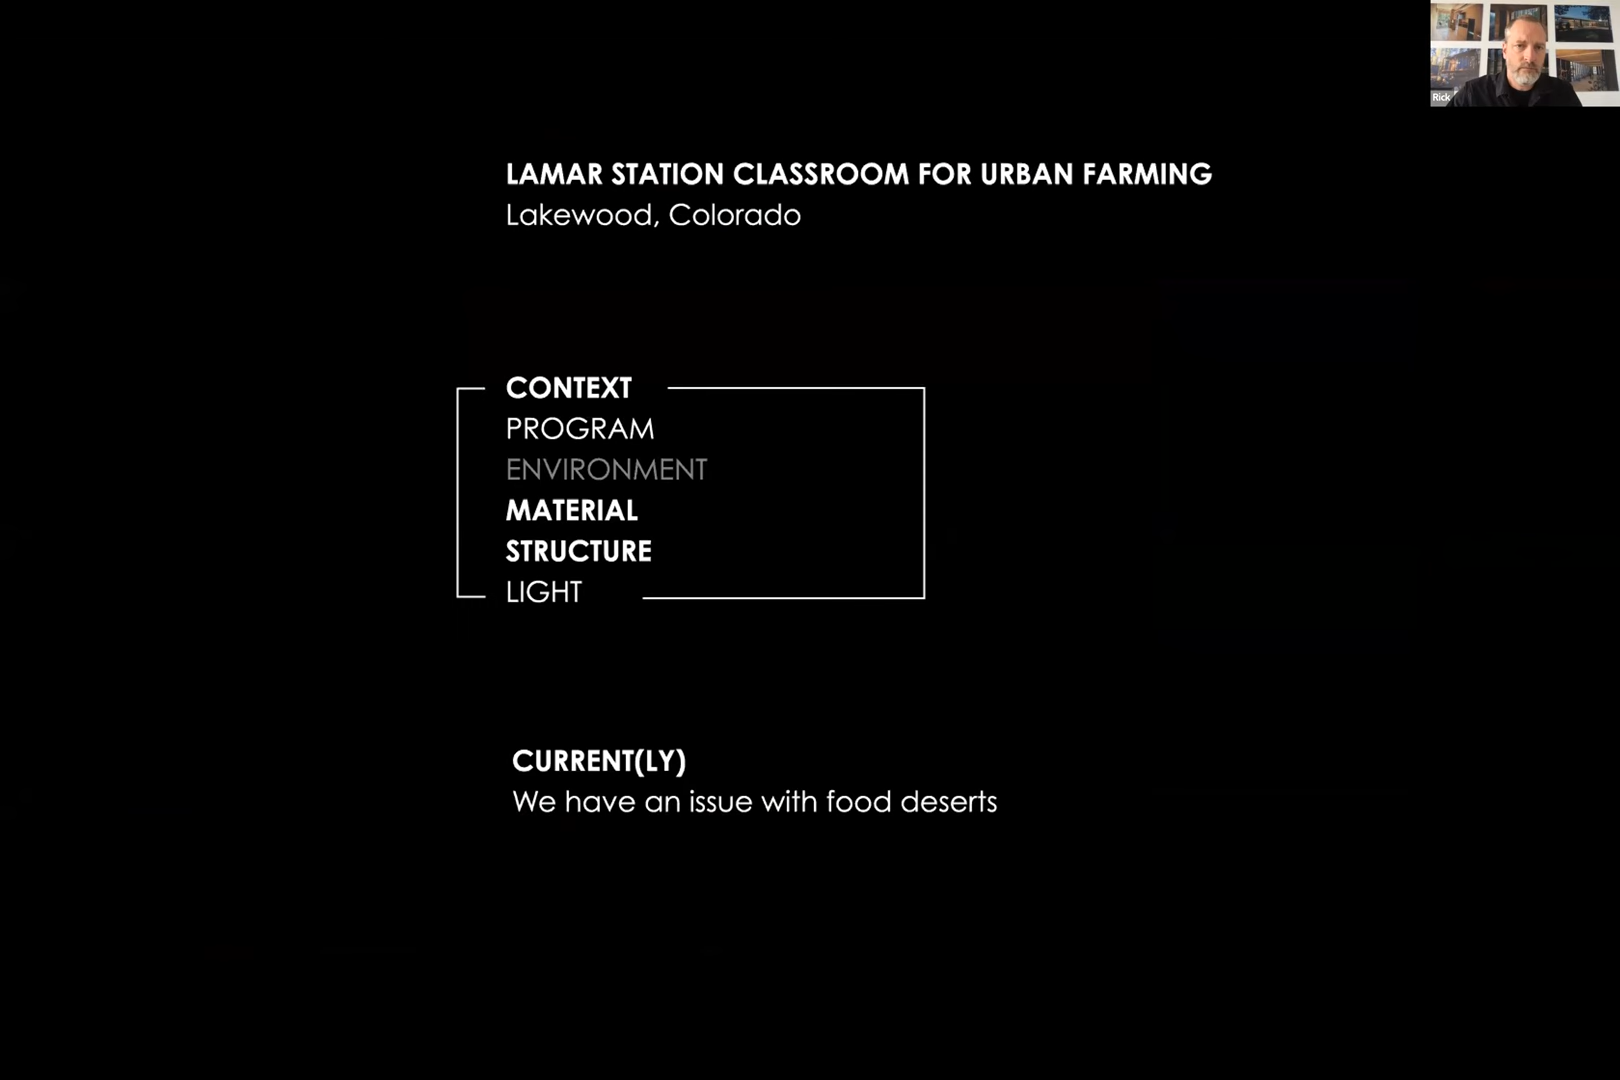 LAMAR STATION CLASSROOM FOR URBAN FARMING
Lakewood, Colorado
CONTEXT
PROGRAM
ENVIRONMENT
MATERIAL
STRUCTURE
LIGHT
CURRENT(LY)
We have an issue with food deserts
Rick